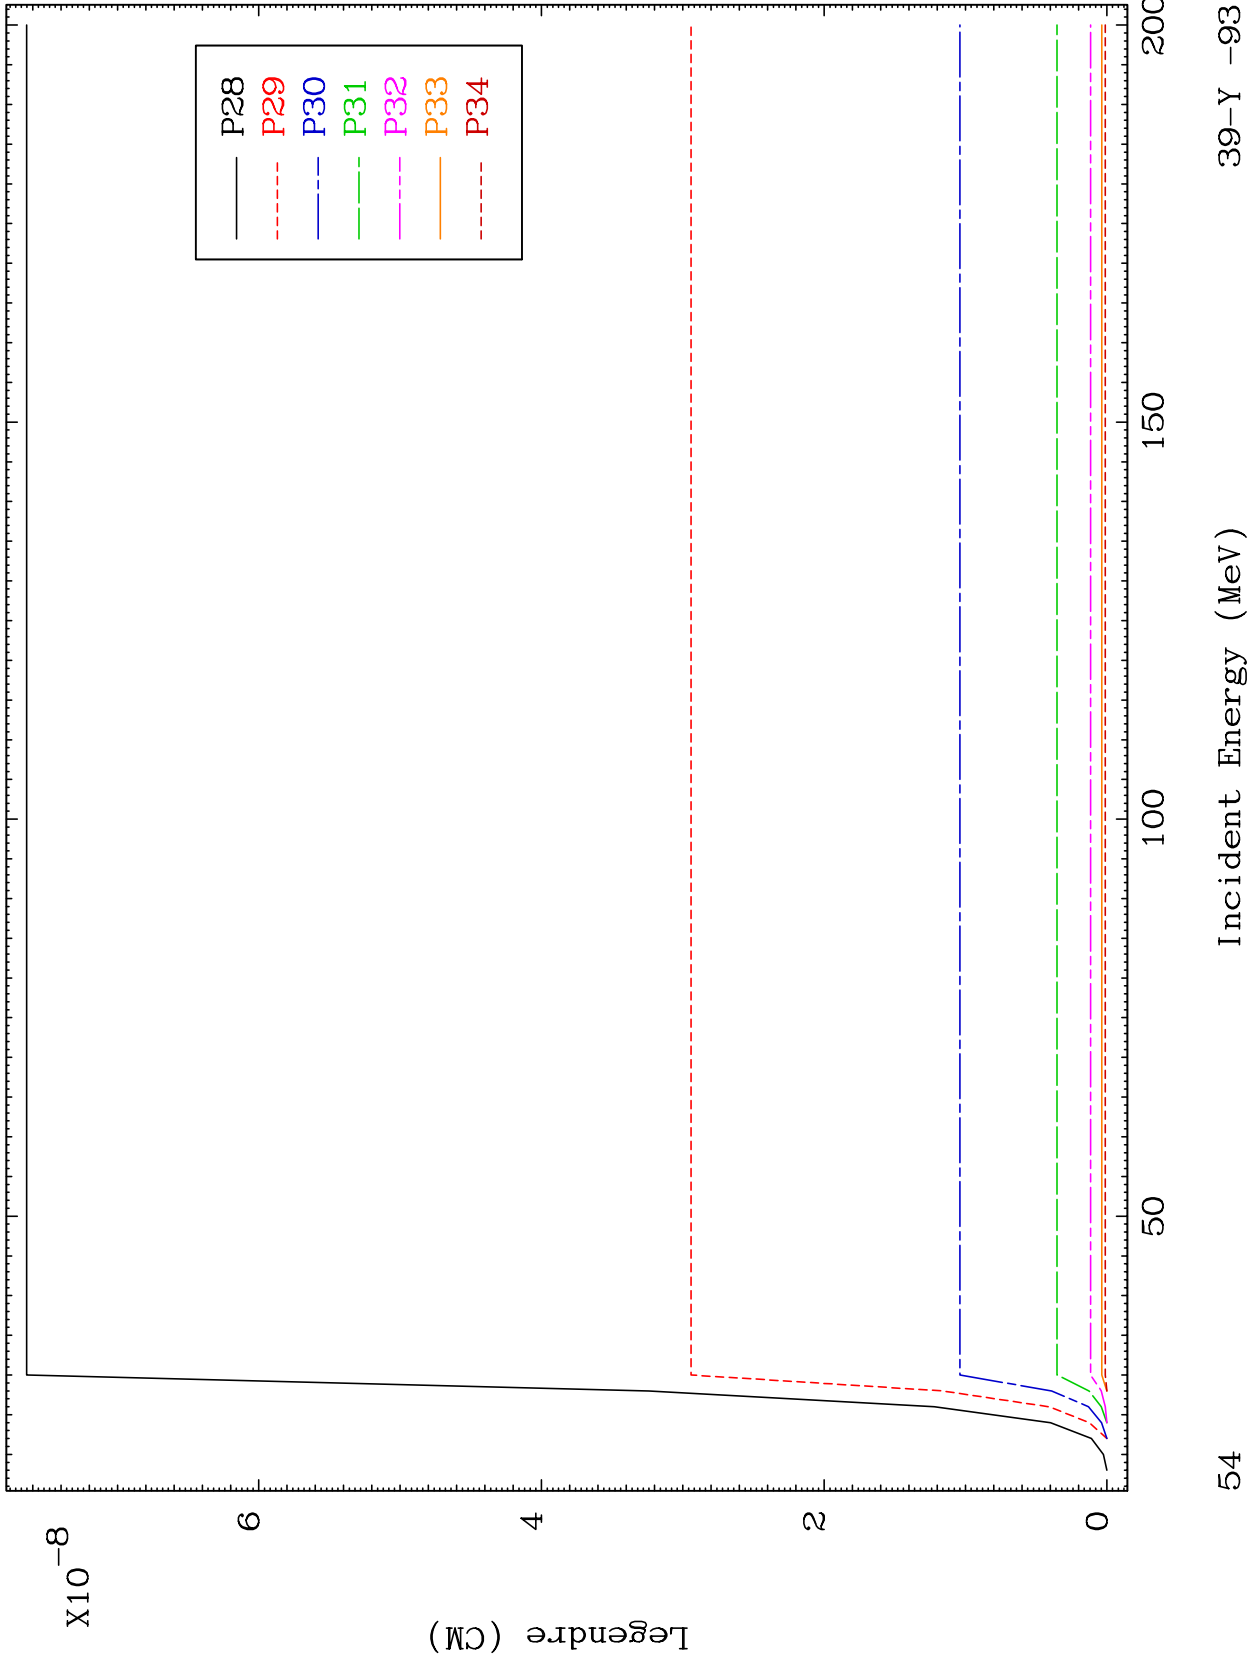 X10-8
6
4
2
0
Legendre (CM)
P28
P29
P30
P31
P32
P33
P34
50
100
150
200
Incident Energy (MeV)
54
39-Y -93